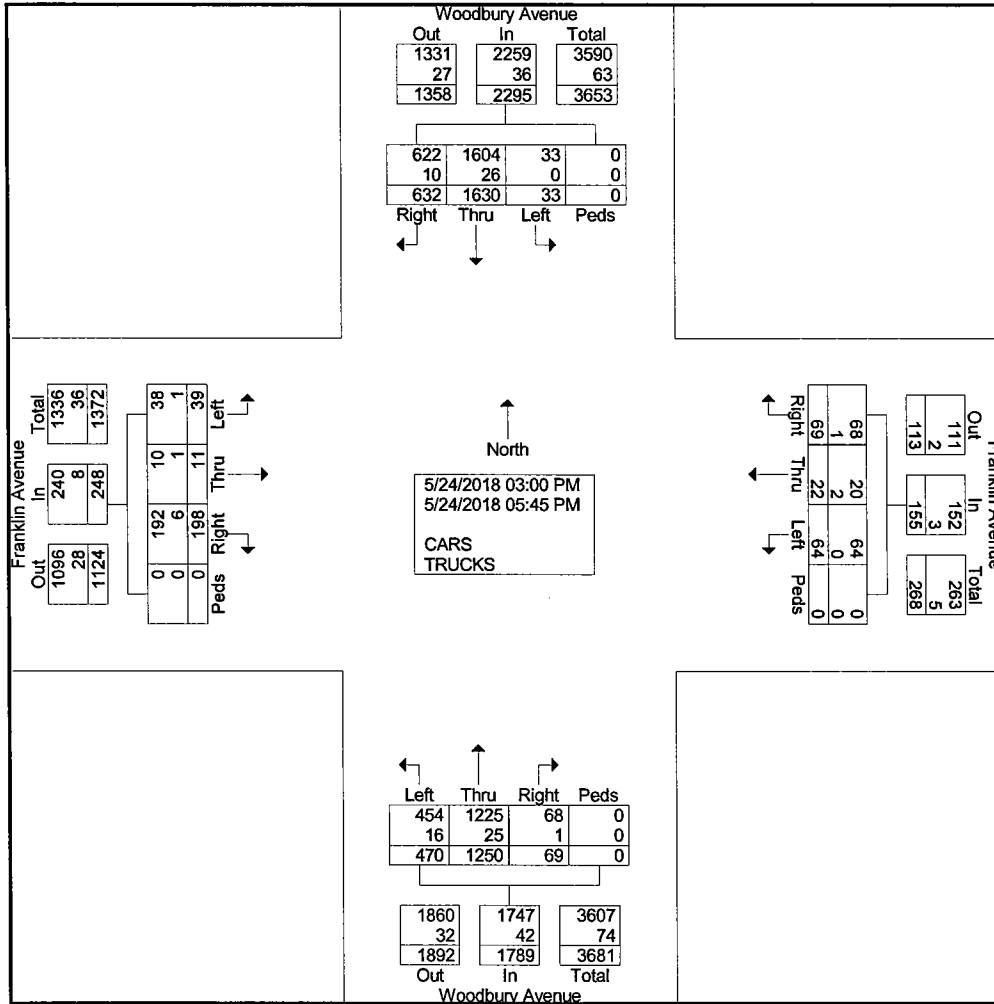 Woodbury Avenue
Out In Total
1331 2259 3590
27 36 63
1358 2295 3653
622 1604 33 0
10 26 0 0
632 1630 33 0
Right Thru Left Peds
Franklin Avenue
Total In Out
1336 240 1096
36 8 28
1372 248 1124
38 10 192 0
1 1 6 0
39 11 198 0
Left Thru Right Peds
North
5/24/2018 03:00 PM
5/24/2018 05:45 PM
CARS
TRUCKS
Right Thru Left Peds
69 22 64 0
1 2 0 0
68 20 64 0
Out In Total
111 152 263
2 3 5
113 155 268
Franklin Avenue
Left Thru Right Peds
454 1225 68 0
16 25 1 0
470 1250 69 0
1860 1747 3607
32 42 74
1892 1789 3681
Out In Total
Woodbury Avenue